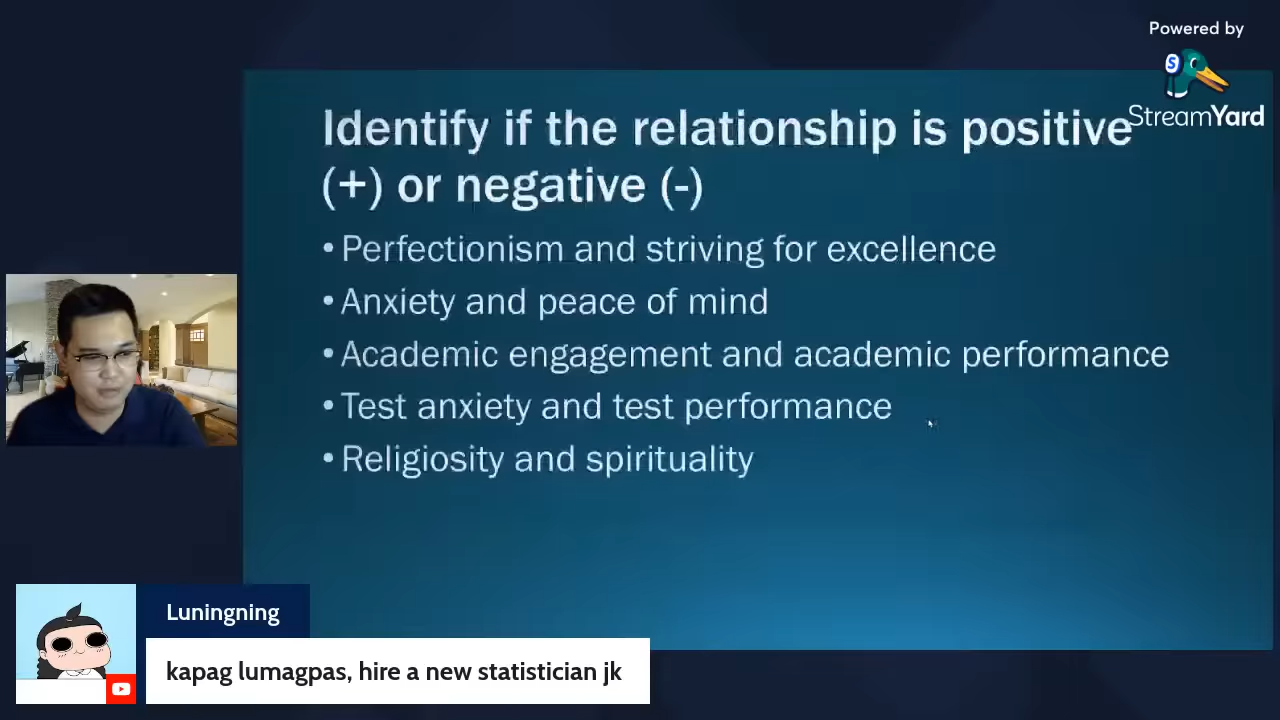 Powered by
S
StreamYard
Identify if the relationship is positive
(+) or negative (-)
• Perfectionism and striving for excellence
• Anxiety and peace of mind
• Academic engagement and academic performance
• Test anxiety and test performance
• Religiosity and spirituality
Luningning
kapag lumagpas, hire a new statistician jk